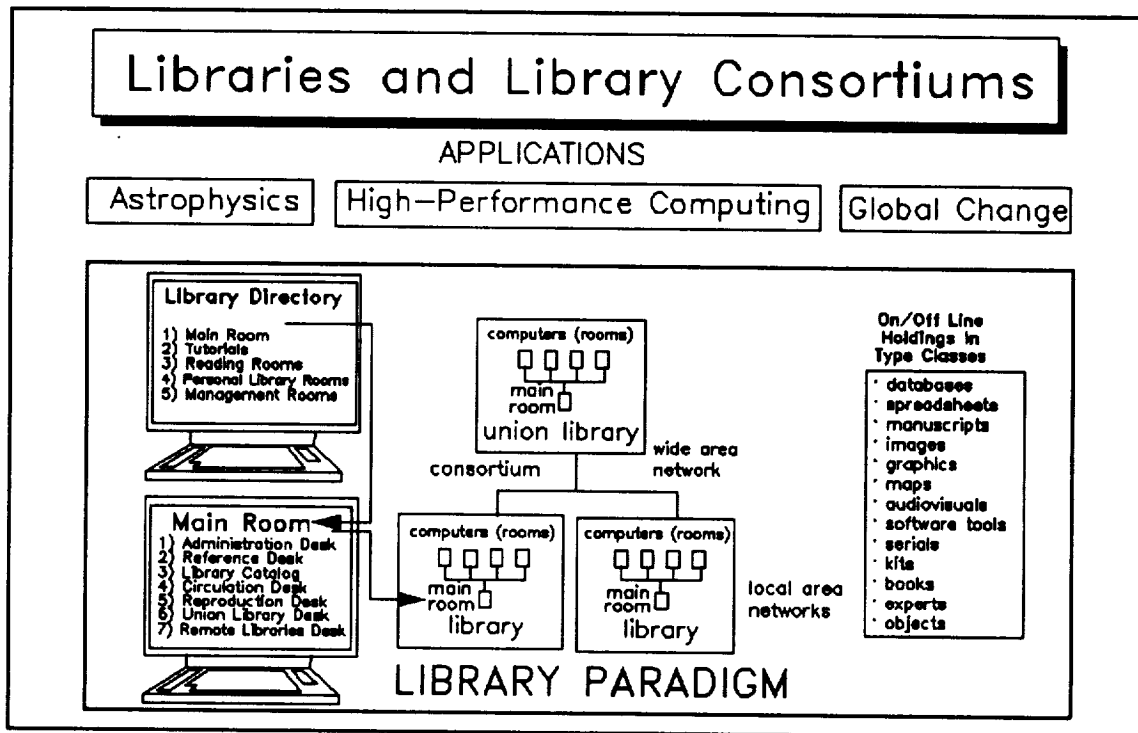 Libraries and Library Consortiums
APPLICATIONS
Astrophysics
High-Performance Computing
Global Change
Library Directory
1) Main Room
2) Tutorials
3) Reading Rooms
4) Personal Library Rooms
5) Management Rooms
Main Room
1) Administration Desk
2) Reference Desk
3) Library Catalog
4) Circulation Desk
5) Reproduction Desk
6) Union Library Desk
7) Remote Libraries Desk
computers (rooms)
main
room
union library
consortium
wide area
network
computers (rooms)
main
room
library
computers (rooms)
main
room
library
local area
networks
On/Off Line
Holdings in
Type Classes
· databases
· spreadsheets
· manuscripts
· images
· graphics
· maps
· audiovisuals
· software tools
· serials
· kits
· books
· experts
· objects
LIBRARY PARADIGM